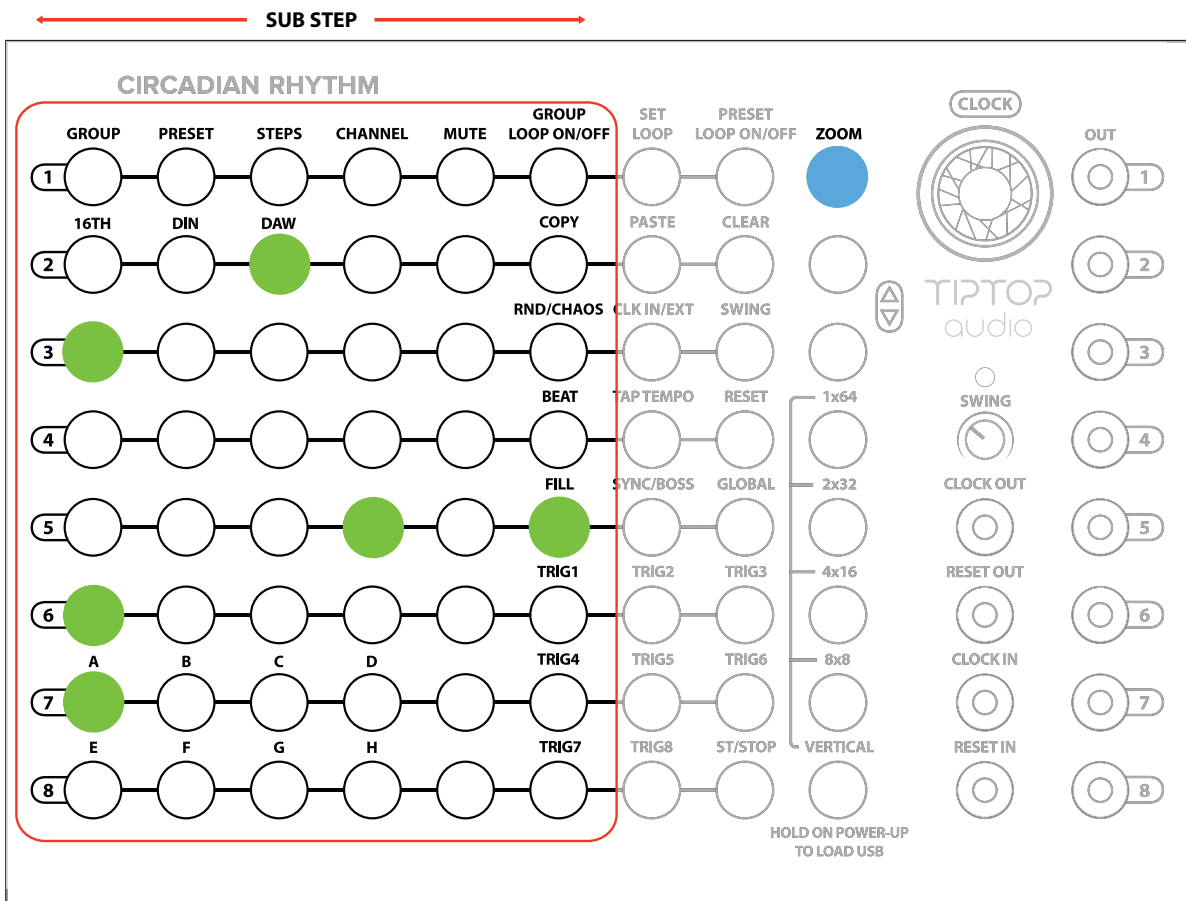 SUB STEP
CIRCADIAN RHYTHM
CLOCK
GROUP PRESET STEPS CHANNEL MUTE GROUP LOOP ON/OFF SET LOOP PRESET LOOP ON/OFF ZOOM OUT
1 1
16TH DIN DAW COPY PASTE CLEAR
2 2
TIPTOP
audio
RND/CHAOS CLK IN/EXT SWING
3 3
BEAT TAP TEMPO RESET 1x64 SWING
4 4
FILL SYNC/BOSS GLOBAL 2x32 CLOCK OUT
5 5
TRIG1 TRIG2 TRIG3 4x16 RESET OUT
6 6
A B C D TRIG4 TRIG5 TRIG6 8x8 CLOCK IN
7 7
E F G H TRIG7 TRIG8 ST/STOP VERTICAL RESET IN
8 8
HOLD ON POWER-UP
TO LOAD USB